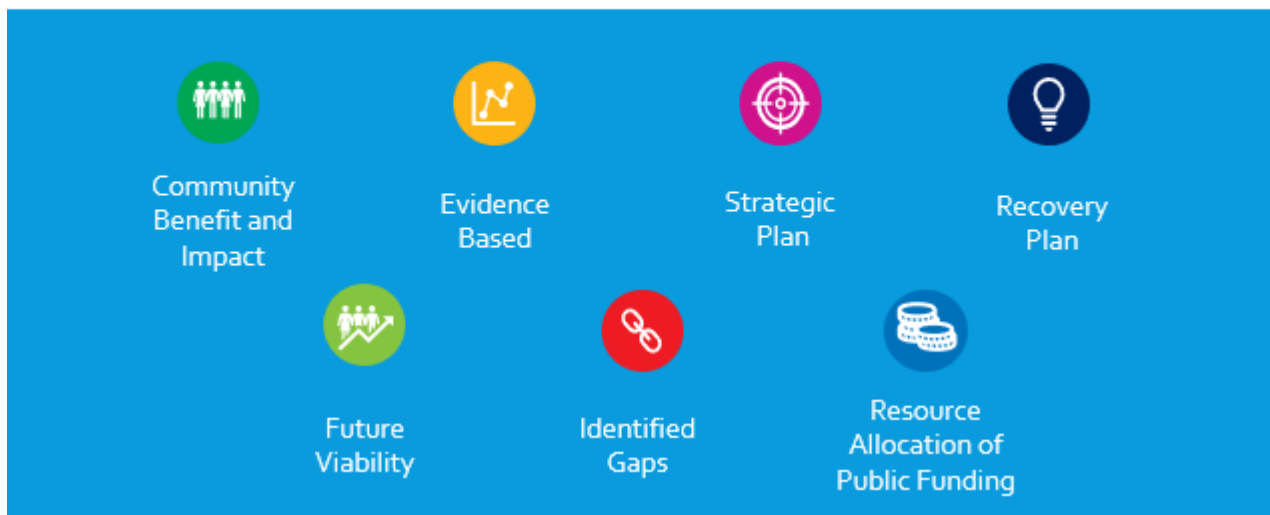 Community
Benefit and
Impact
Evidence
Based
Strategic
Plan
Recovery
Plan
Future
Viability
Identified
Gaps
Resource
Allocation of
Public Funding